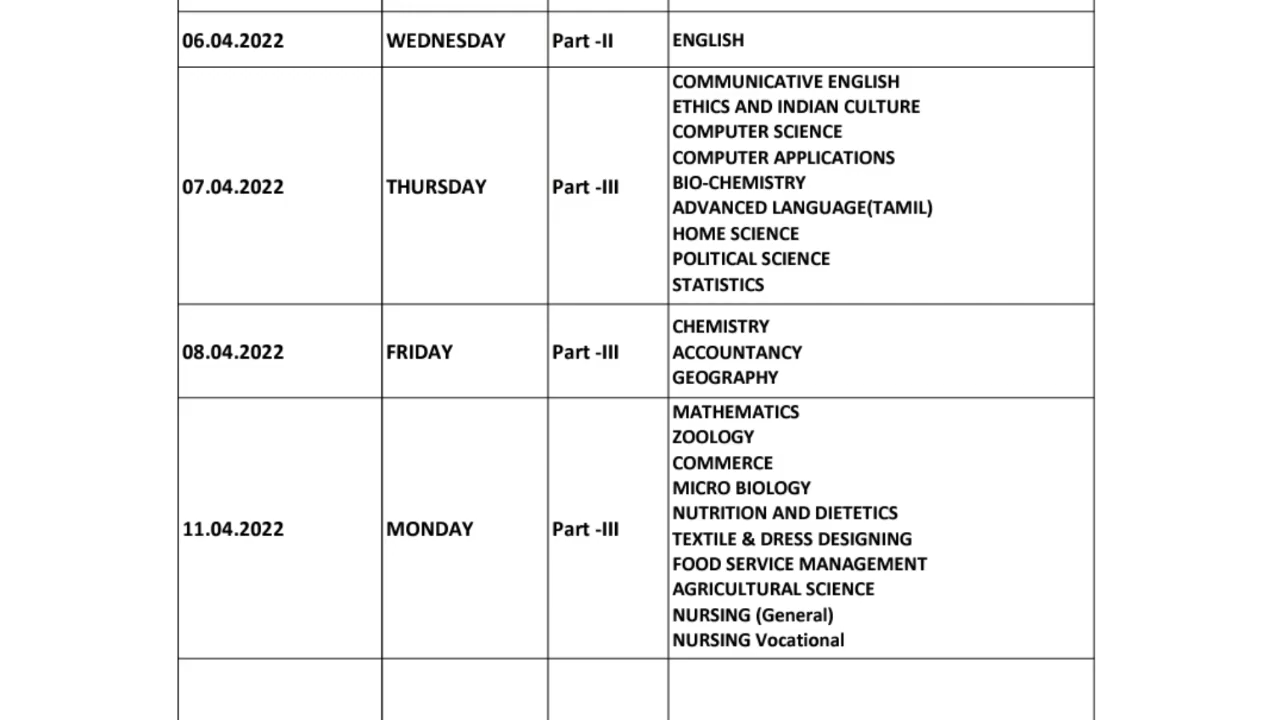 06.04.2022 WEDNESDAY Part -II ENGLISH
07.04.2022 THURSDAY Part -III COMMUNICATIVE ENGLISH
ETHICS AND INDIAN CULTURE
COMPUTER SCIENCE
COMPUTER APPLICATIONS
BIO-CHEMISTRY
ADVANCED LANGUAGE(TAMIL)
HOME SCIENCE
POLITICAL SCIENCE
STATISTICS
08.04.2022 FRIDAY Part -III CHEMISTRY
ACCOUNTANCY
GEOGRAPHY
11.04.2022 MONDAY Part -III MATHEMATICS
ZOOLOGY
COMMERCE
MICRO BIOLOGY
NUTRITION AND DIETETICS
TEXTILE & DRESS DESIGNING
FOOD SERVICE MANAGEMENT
AGRICULTURAL SCIENCE
NURSING (General)
NURSING Vocational